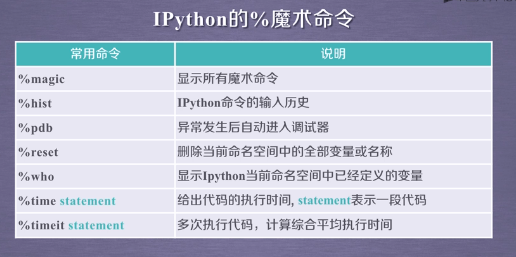 IPython的%魔术命令
常用命令 说明
%magic 显示所有魔术命令
%hist IPython命令的输入历史
%pdb 异常发生后自动进入调试器
%reset 删除当前命名空间中的全部变量或名称
%who 显示Ipython当前命名空间中已经定义的变量
%time statement 给出代码的执行时间, statement表示一段代码
%timeit statement 多次执行代码，计算综合平均执行时间